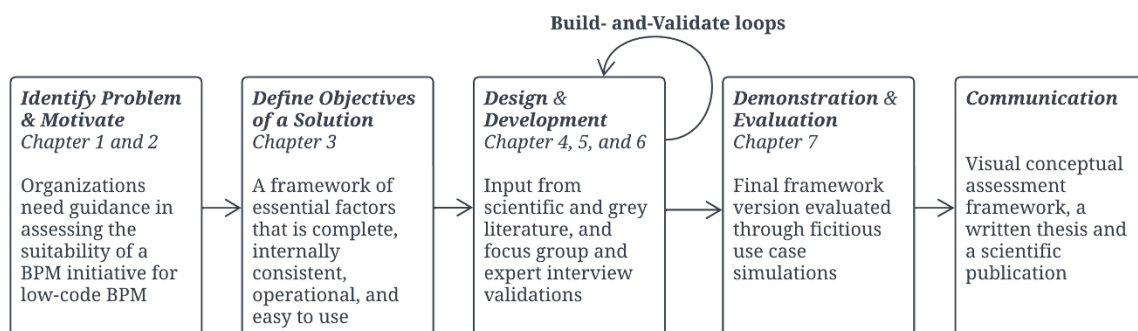 Build- and-Validate loops
Identify Problem
& Motivate
Chapter 1 and 2
Organizations
need guidance in
assessing the
suitability of a
BPM initiative for
low-code BPM
Define Objectives
of a Solution
Chapter 3
A framework of
essential factors
that is complete,
internally
consistent,
operational, and
easy to use
Design &
Development
Chapter 4, 5, and 6
Input from
scientific and grey
literature, and
focus group and
expert interview
validations
Demonstration &
Evaluation
Chapter 7
Final framework
version evaluated
through ficitious
use case
simulations
Communication
Visual conceptual
assessment
framework, a
written thesis and
a scientific
publication